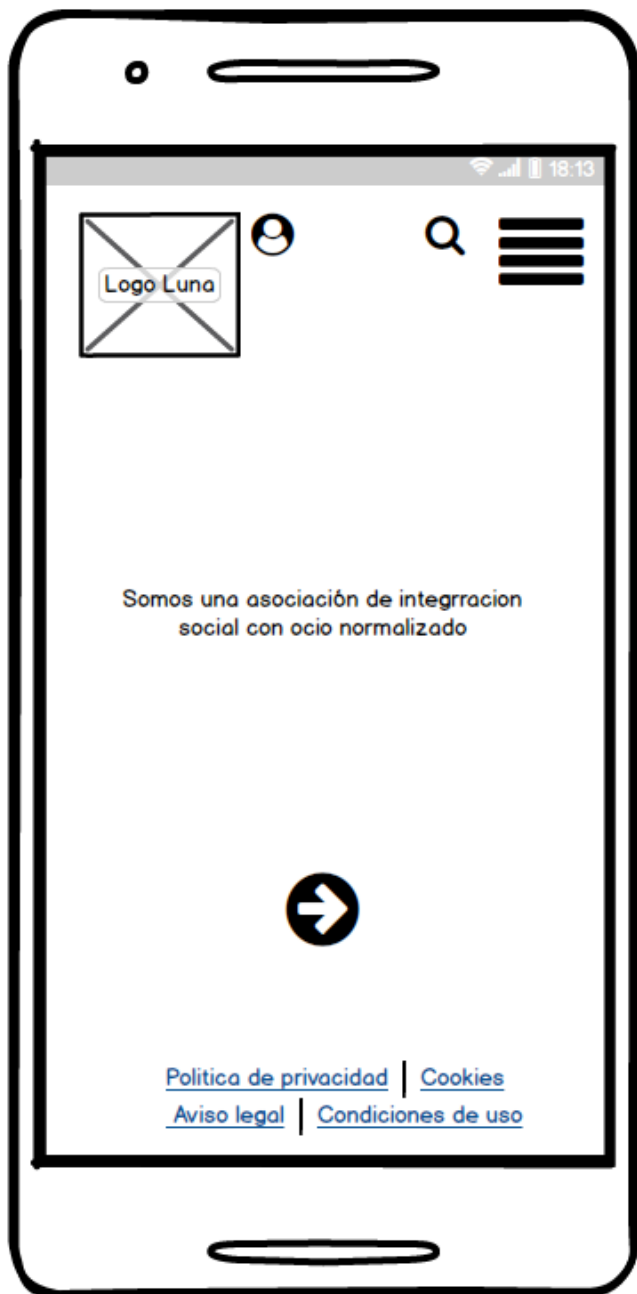 18:13
Logo Luna
Somos una asociación de integrracion
social con ocio normalizado
Politica de privacidad | Cookies
Aviso legal | Condiciones de uso